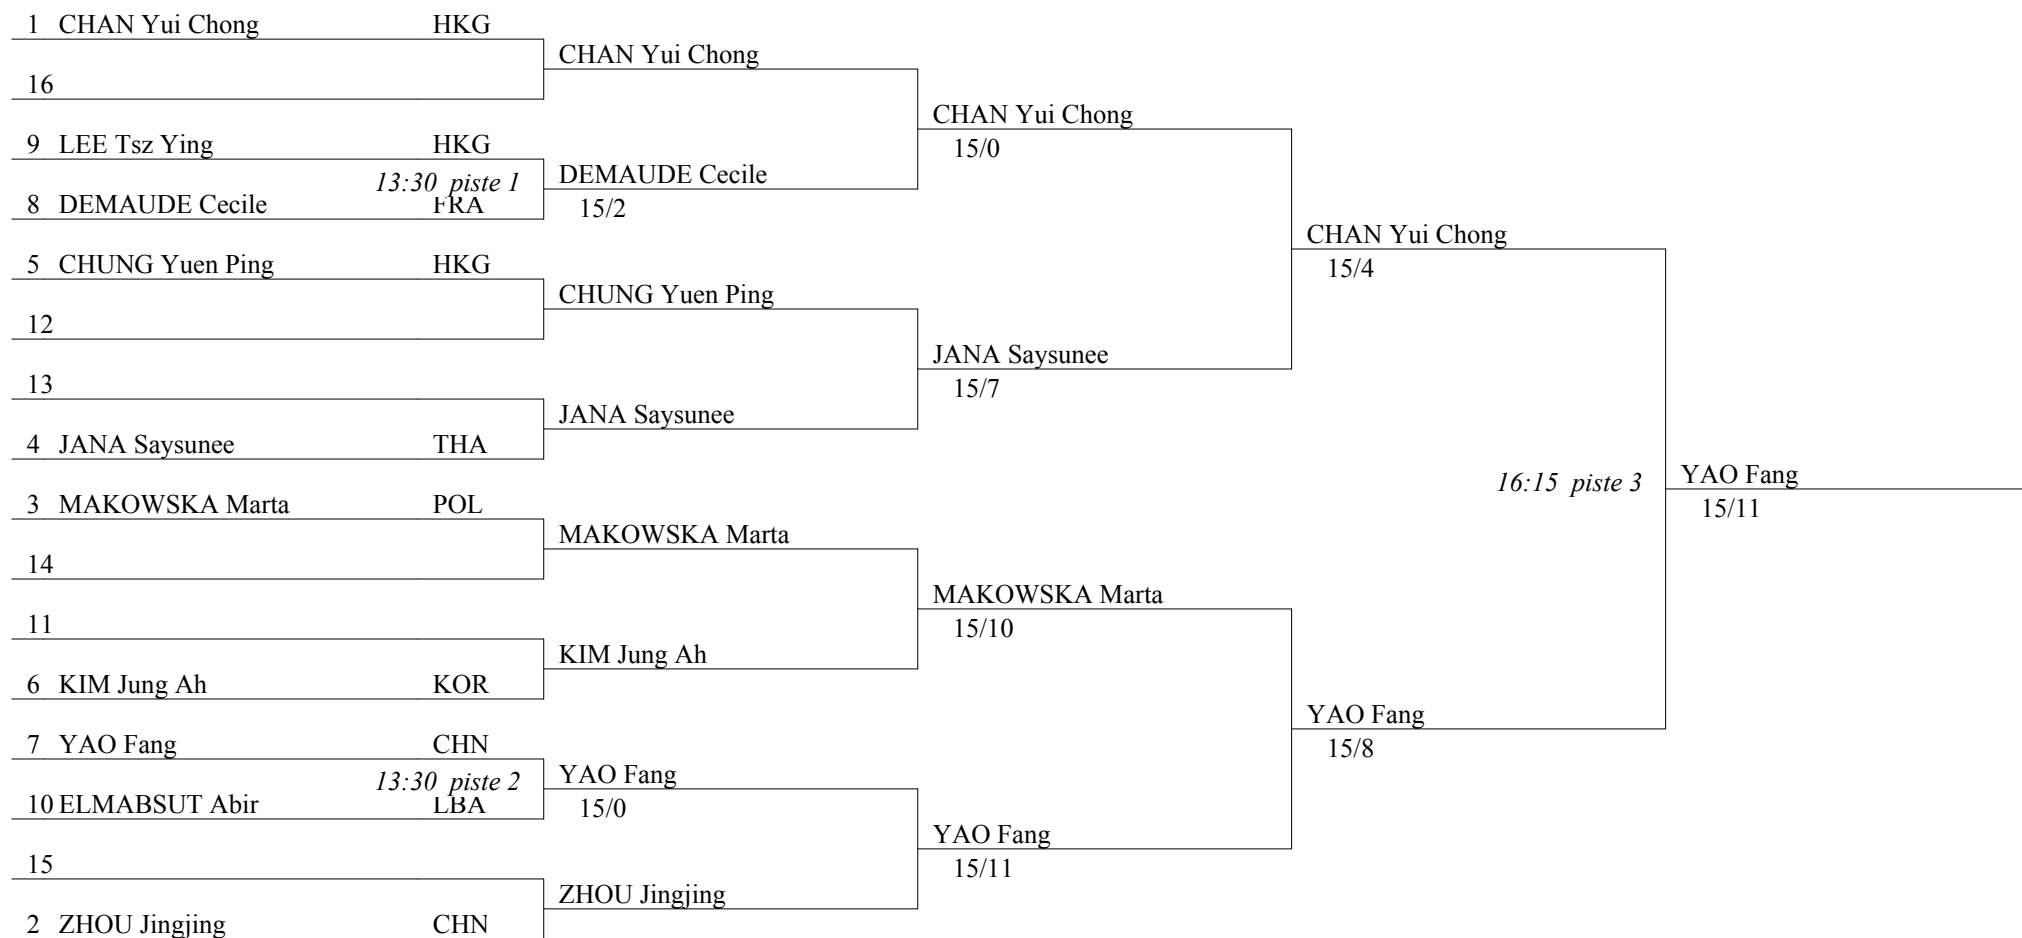 1 CHAN Yui Chong HKG
CHAN Yui Chong
16
CHAN Yui Chong
15/0
9 LEE Tsz Ying HKG
13:30 piste 1
DEMAUDE Cecile
15/2
8 DEMAUDE Cecile FRA
CHAN Yui Chong
15/4
5 CHUNG Yuen Ping HKG
CHUNG Yuen Ping
12
JANA Saysunee
15/7
13
JANA Saysunee
4 JANA Saysunee THA
16:15 piste 3
YAO Fang
15/11
3 MAKOWSKA Marta POL
MAKOWSKA Marta
14
MAKOWSKA Marta
15/10
11
KIM Jung Ah
6 KIM Jung Ah KOR
YAO Fang
15/8
7 YAO Fang CHN
13:30 piste 2
YAO Fang
15/0
10 ELMABSUT Abir LBA
YAO Fang
15/11
15
ZHOU Jingjing
2 ZHOU Jingjing CHN